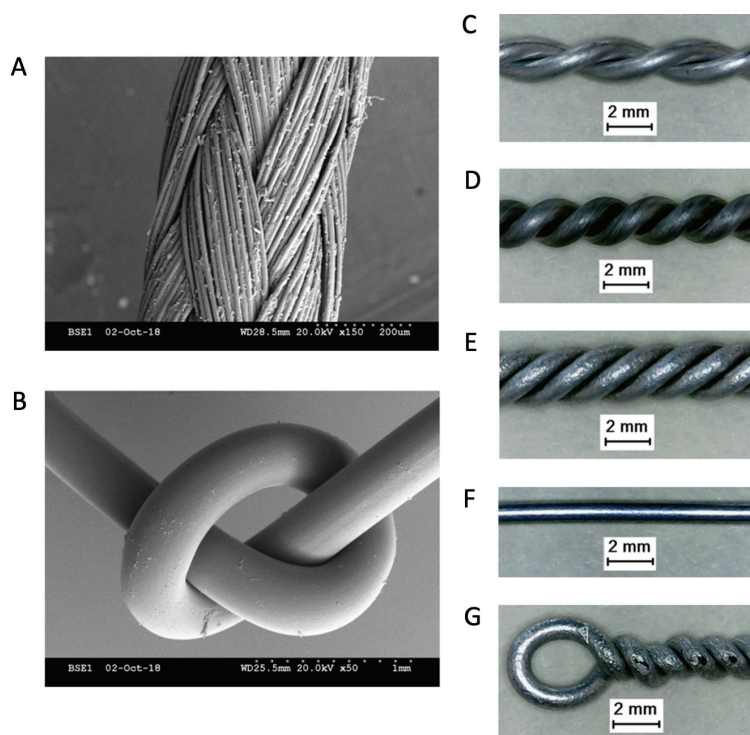 A
BSE1 02-Oct-18 WD28.5mm 20.0kV x150 200um
B
BSE1 02-Oct-18 WD25.5mm 20.0kV x50 1mm
C
2 mm
D
2 mm
E
2 mm
F
2 mm
G
2 mm